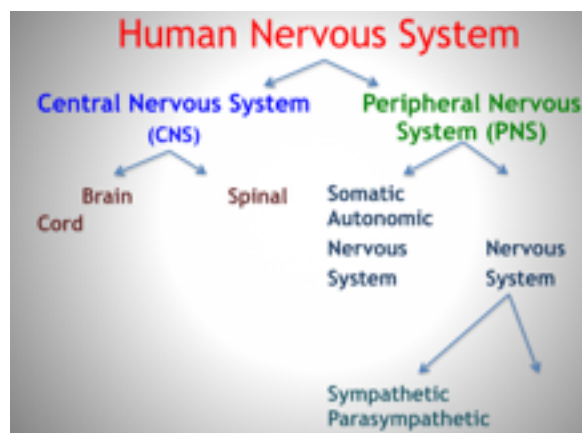 Human Nervous System
Central Nervous System
(CNS)
Peripheral Nervous
System (PNS)
Brain
Cord
Spinal
Somatic
Autonomic
Nervous
System
Nervous
System
Sympathetic
Parasympathetic